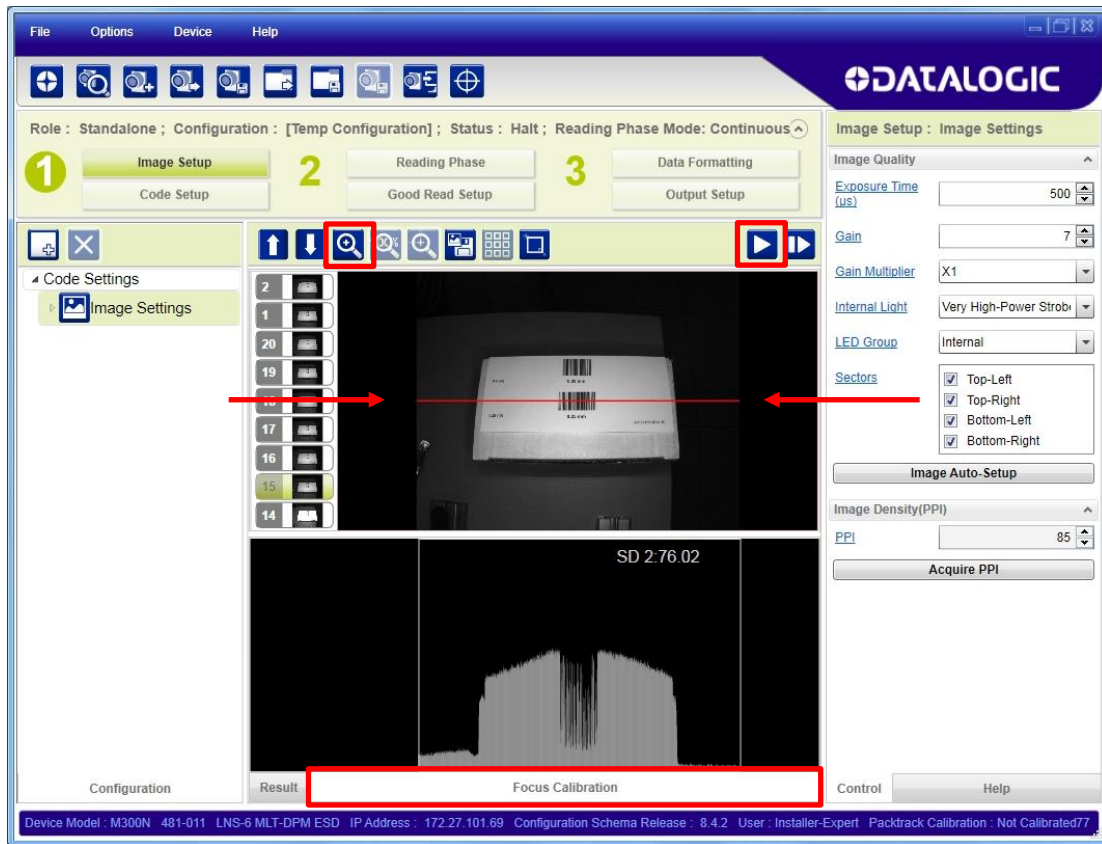 File Options Device Help
DATALOGIC
Role : Standalone ; Configuration : [Temp Configuration] ; Status : Halt ; Reading Phase Mode: Continuous
1 Image Setup 2 Reading Phase 3 Data Formatting
Code Setup Good Read Setup Output Setup
Code Settings
Image Settings
2
1
20
19
18
17
16
15
14
SD 2:76.02
Configuration
Result Focus Calibration
Image Setup : Image Settings
Image Quality
Exposure Time
(µs) 500
Gain 7
Gain Multiplier X1
Internal Light Very High-Power Strob
LED Group Internal
Sectors Top-Left
Top-Right
Bottom-Left
Bottom-Right
Image Auto-Setup
Image Density(PPI)
PPI 85
Acquire PPI
Control Help
Device Model : M300N 481-011 LNS-6 MLT-DPM ESD IP Address : 172.27.101.69 Configuration Schema Release : 8.4.2 User : Installer-Expert Packtrack Calibration : Not Calibrated77